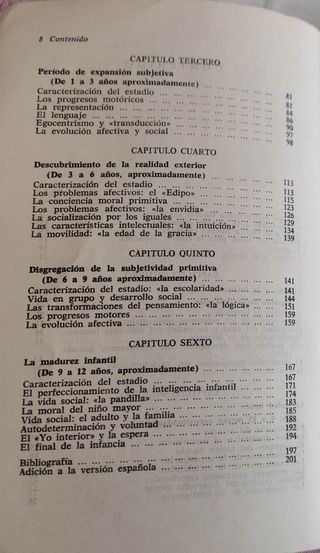 8 Contenido
CAPITULO TERCERO
Período de expansión subjetiva
(De 1 a 3 años aproximadamente) ... 81
Caracterización del estadio ... 81
Los progresos motóricos ... 84
La representación ... 86
El lenguaje ... 90
Egocentrismo y «transducción» ... 97
La evolución afectiva y social ... 98
CAPITULO CUARTO
Descubrimiento de la realidad exterior
(De 3 a 6 años, aproximadamente) ... 113
Caracterización del estadio ... 113
Los problemas afectivos: el «Edipo» ... 115
La conciencia moral primitiva ... 123
Los problemas afectivos: «la envidia» ... 126
La socialización por los iguales ... 129
Las características intelectuales: «la intuición» ... 134
La movilidad: «la edad de la gracia» ... 139
CAPITULO QUINTO
Disgregación de la subjetividad primitiva
(De 6 a 9 años aproximadamente) ... 141
Caracterización del estadio: «la escolaridad» ... 141
Vida en grupo y desarrollo social ... 144
Las transformaciones del pensamiento: «la lógica» ... 151
Los progresos motores ... 159
La evolución afectiva ... 159
CAPITULO SEXTO
La madurez infantil
(De 9 a 12 años, aproximadamente) ... 167
Caracterización del estadio ... 167
El perfeccionamiento de la inteligencia infantil ... 171
La vida social: «la pandilla» ... 174
La moral del niño mayor ... 183
Vida social: el adulto y la familia ... 185
Autodeterminación y voluntad ... 188
El «Yo interior» y la espera ... 192
El final de la infancia ... 194
Bibliografía ... 197
Adición a la versión española ... 201